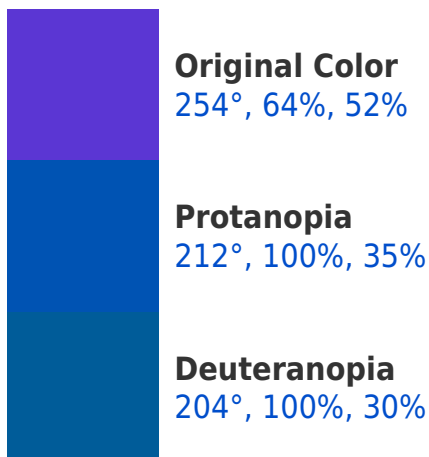 Original Color
254°, 64%, 52%
Protanopia
212°, 100%, 35%
Deuteranopia
204°, 100%, 30%